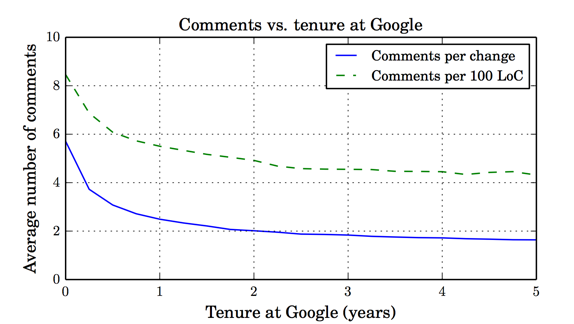 Comments vs. tenure at Google
Comments per change
Comments per 100 LoC
Average number of comments
10
8
6
4
2
0
0 1 2 3 4 5
Tenure at Google (years)